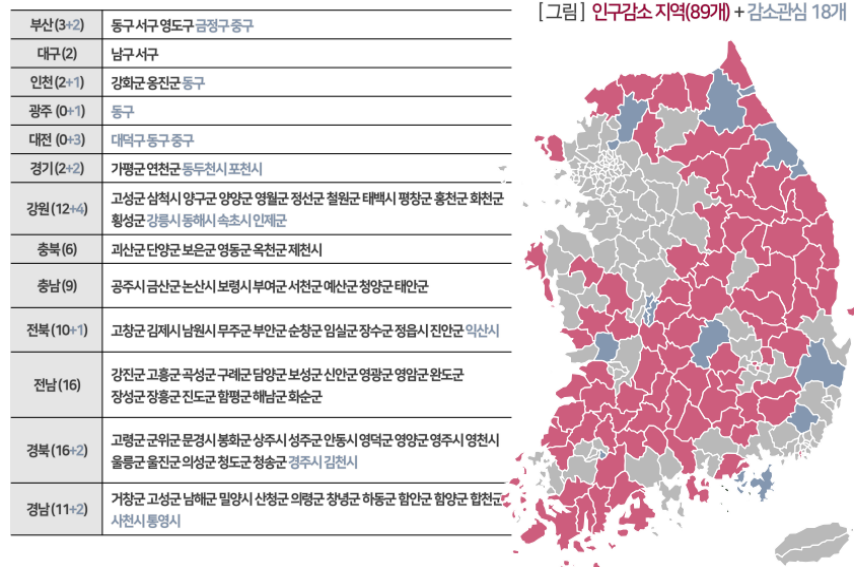 [그림] 인구감소 지역(89개) + 감소관심 18개
부산(3+2) 동구 서구 영도구 금정구 중구
대구(2) 남구 서구
인천(2+1) 강화군 옹진군 동구
광주 (0+1) 동구
대전 (0+3) 대덕구 동구 중구
경기(2+2) 가평군 연천군 동두천시 포천시
강원(12+4) 고성군 삼척시 양구군 양양군 영월군 정선군 철원군 태백시 평창군 홍천군 화천군
횡성군 강릉시 동해시 속초시 인제군
충북(6) 괴산군 단양군 보은군 영동군 옥천군 제천시
충남(9) 공주시 금산군 논산시 보령시 부여군 서천군 예산군 청양군 태안군
전북(10+1) 고창군 김제시 남원시 무주군 부안군 순창군 임실군 장수군 정읍시 진안군 익산시
전남(16) 강진군 고흥군 곡성군 구례군 담양군 보성군 신안군 영광군 영암군 완도군
장성군 장흥군 진도군 함평군 해남군 화순군
경북(16+2) 고령군 군위군 문경시 봉화군 상주시 성주군 안동시 영덕군 영양군 영주시 영천시
울릉군 울진군 의성군 청도군 청송군 경주시 김천시
경남(11+2) 거창군 고성군 남해군 밀양시 산청군 의령군 창녕군 하동군 함안군 함양군 합천군
사천시 통영시